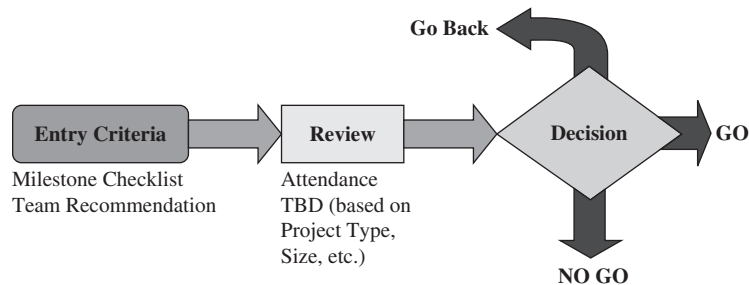 Go Back
Entry Criteria
Review
Decision
GO
Milestone Checklist
Team Recommendation
Attendance
TBD (based on
Project Type,
Size, etc.)
NO GO